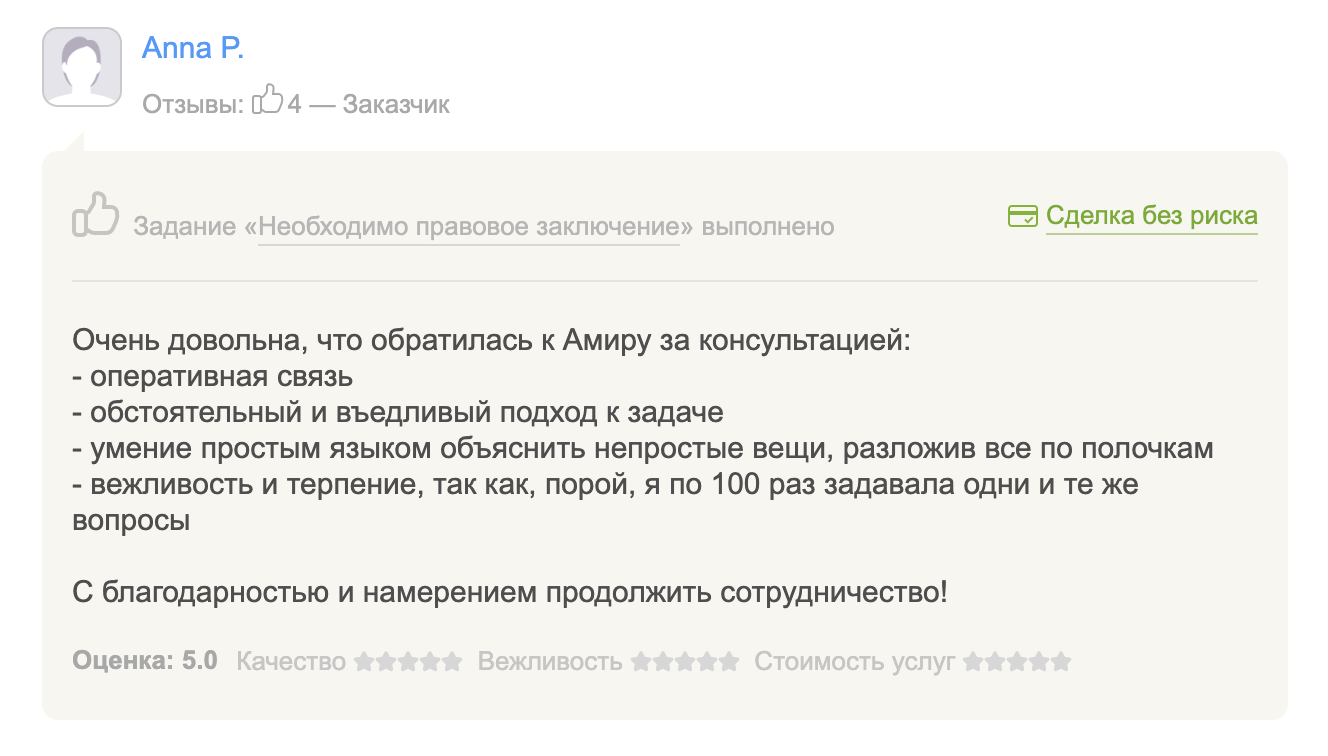 Anna P.
Отзывы: 4 — Заказчик
Задание «Необходимо правовое заключение» выполнено
Сделка без риска
Очень довольна, что обратилась к Амиру за консультацией:
- оперативная связь
- обстоятельный и въедливый подход к задаче
- умение простым языком объяснить непростые вещи, разложив все по полочкам
- вежливость и терпение, так как, порой, я по 100 раз задавала одни и те же
вопросы
С благодарностью и намерением продолжить сотрудничество!
Оценка: 5.0 Качество Вежливость Стоимость услуг